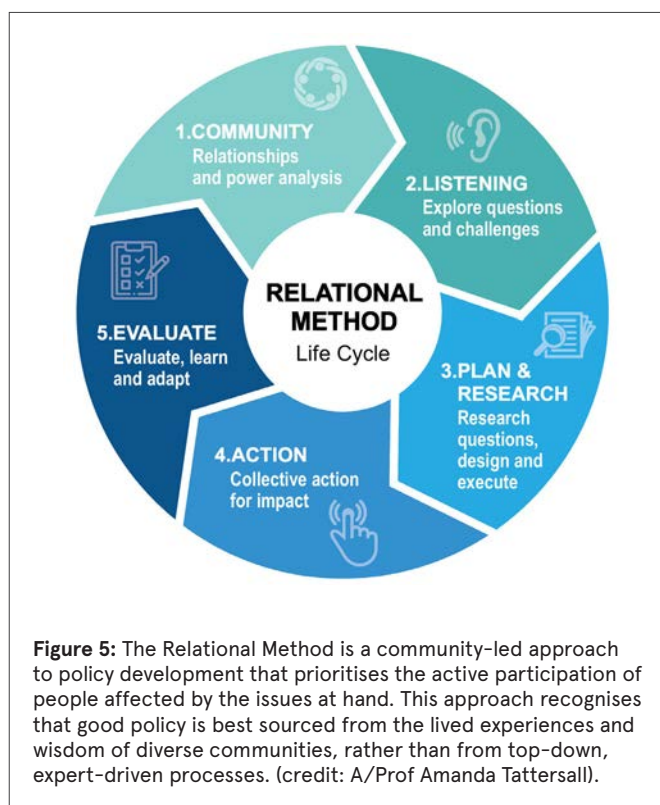 1.COMMUNITY
Relationships
and power analysis
2.LISTENING
Explore questions
and challenges
3.PLAN &
RESEARCH
Research
questions,
design and
execute
4.ACTION
Collective action
for impact
5.EVALUATE
Evaluate, learn
and adapt
RELATIONAL
METHOD
Life Cycle
Figure 5: The Relational Method is a community-led approach
to policy development that prioritises the active participation of
people affected by the issues at hand. This approach recognises
that good policy is best sourced from the lived experiences and
wisdom of diverse communities, rather than from top-down,
expert-driven processes. (credit: A/Prof Amanda Tattersall).